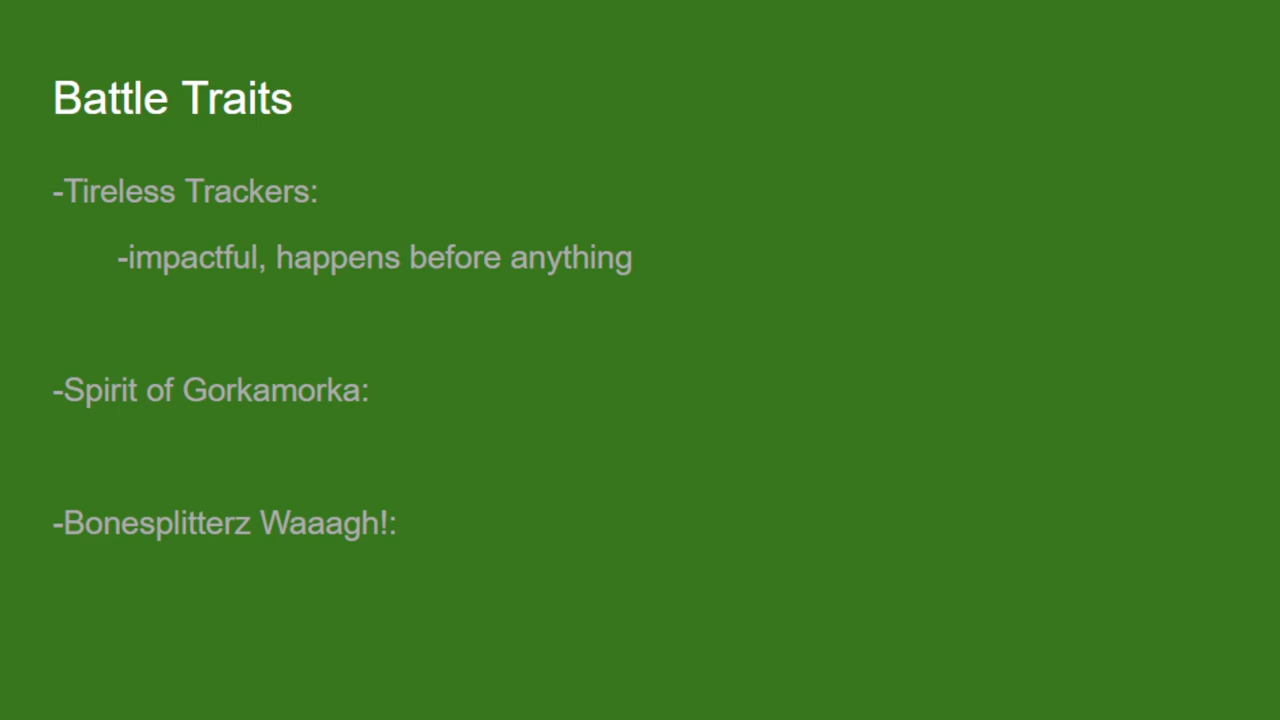 Battle Traits
-Tireless Trackers:
-impactful, happens before anything
-Spirit of Gorkamorka:
-Bonesplitterz Waaagh!: